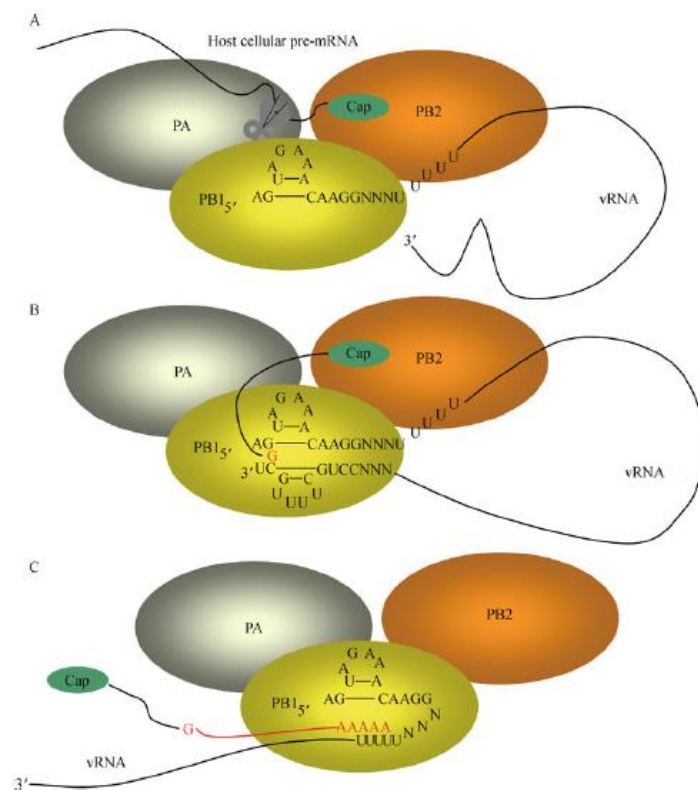 A
Host cellular pre-mRNA
Cap
PA
PB2
G A
A A
U A
PB1 5′ AG CAAGGNNNU
U U U U
vRNA
3′
B
Cap
PA
PB2
G A
A A
U A
PB1 5′ AG CAAGGNNNU
U U U U
G
3′ UC GUCCNNN
G C
U U
UU
vRNA
C
PA
PB2
Cap
G A
A A
U A
PB1 5′ AG CAAGG
N N N
G AAAAA
UUUUU
vRNA
3′